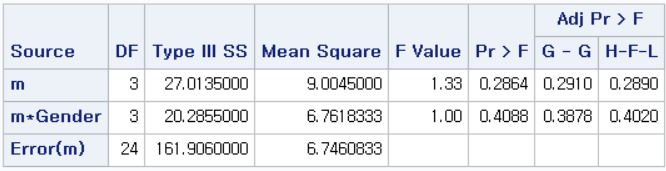 Adj Pr > F
Source DF Type III SS Mean Square F Value Pr > F G - G H-F-L
m 3 27.0135000 9.0045000 1.33 0.2864 0.2910 0.2890
m*Gender 3 20.2855000 6.7618333 1.00 0.4088 0.3878 0.4020
Error(m) 24 161.9060000 6.7460833